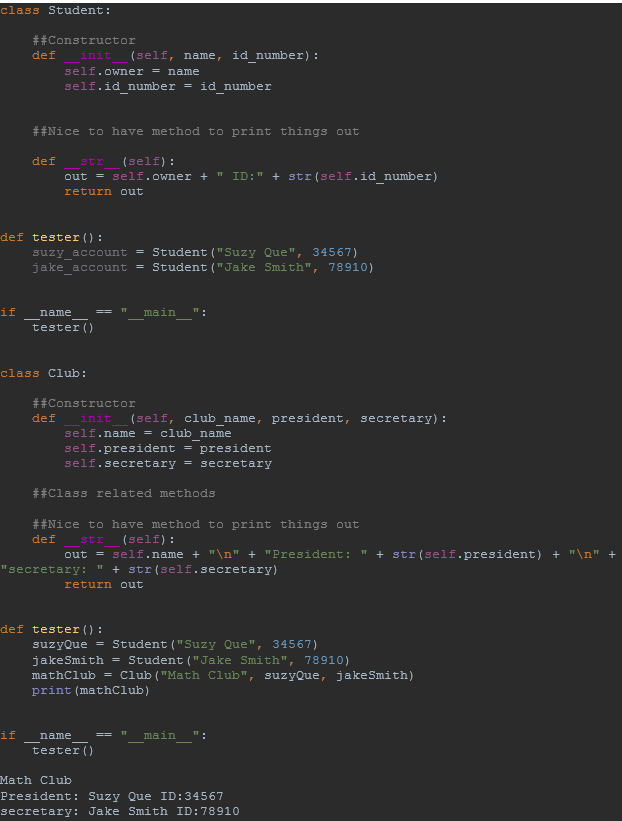 class Student:
##Constructor
def __init__(self, name, id_number):
self.owner = name
self.id_number = id_number
##Nice to have method to print things out
def __str__(self):
out = self.owner + " ID:" + str(self.id_number)
return out
def tester():
suzy_account = Student("Suzy Que", 34567)
jake_account = Student("Jake Smith", 78910)
if __name__ == "__main__":
tester()
class Club:
##Constructor
def __init__(self, club_name, president, secretary):
self.name = club_name
self.president = president
self.secretary = secretary
##Class related methods
##Nice to have method to print things out
def __str__(self):
out = self.name + "\n" + "President: " + str(self.president) + "\n" +
"secretary: " + str(self.secretary)
return out
def tester():
suzyQue = Student("Suzy Que", 34567)
jakeSmith = Student("Jake Smith", 78910)
mathClub = Club("Math Club", suzyQue, jakeSmith)
print(mathClub)
if __name__ == "__main__":
tester()
Math Club
President: Suzy Que ID:34567
secretary: Jake Smith ID:78910